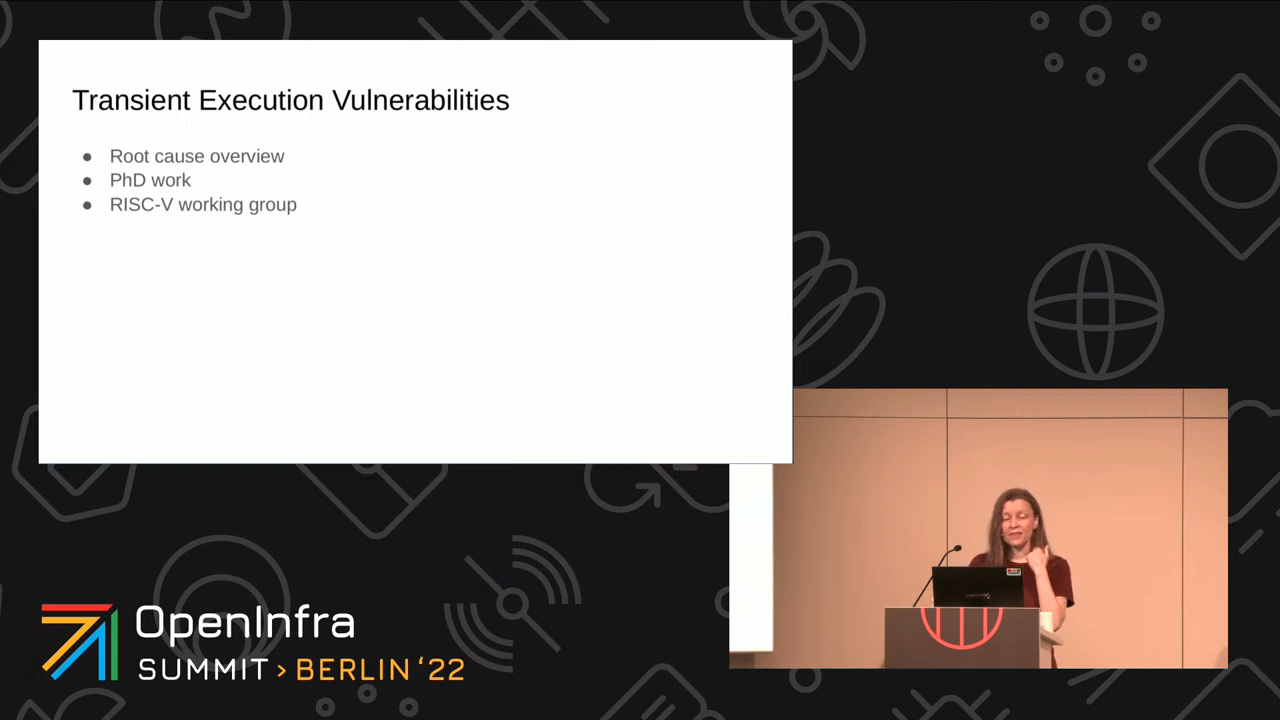 Transient Execution Vulnerabilities
● Root cause overview
● PhD work
● RISC-V working group
OpenInfra
SUMMIT > BERLIN ‘22